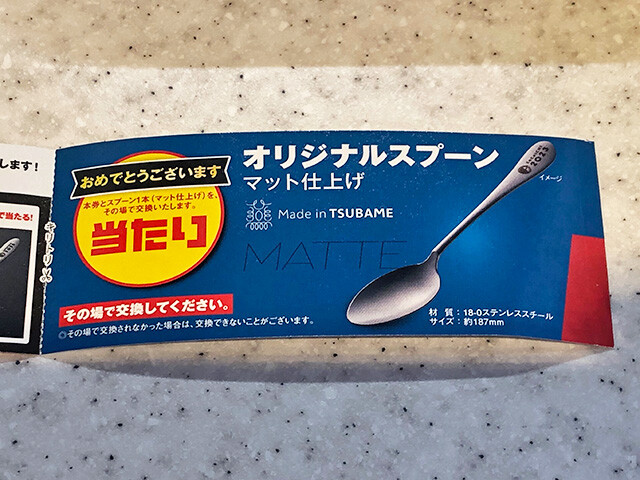 します！
で当たる!
キリトリ
おめでとうございます
本券とスプーン1本(マット仕上げ)を、
その場で交換いたします。
当たり
その場で交換してください。
◎その場で交換されなかった場合は、交換できないことがございます。
オリジナルスプーン
マット仕上げ
Made in TSUBAME
MATTE
2023
イメージ
材 質：18-0ステンレススチール
サイズ：約187mm